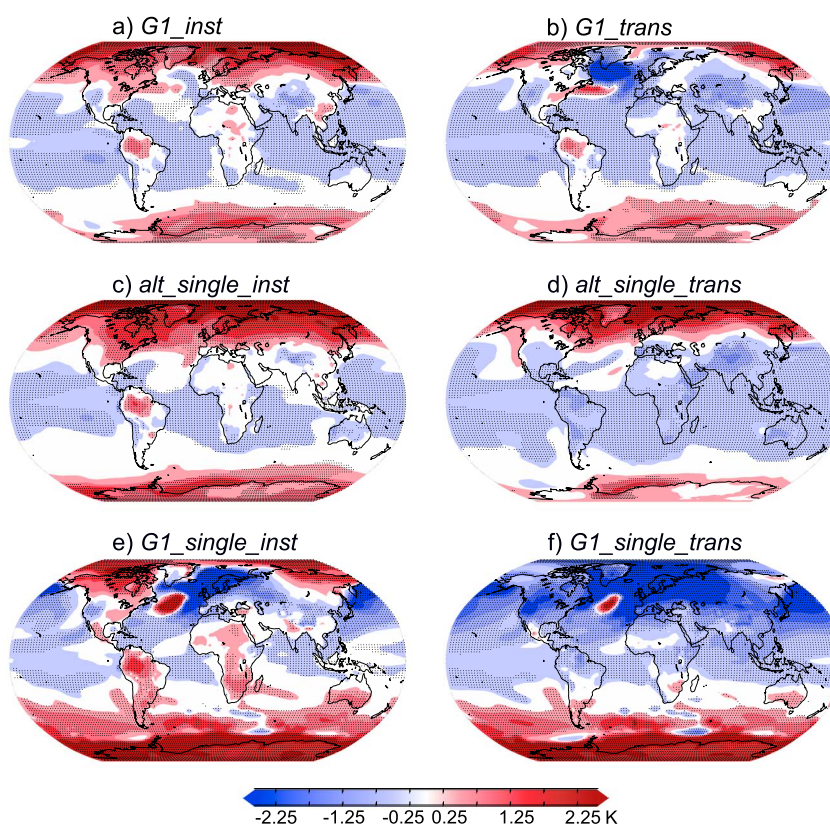 a) G1_inst
b) G1_trans
c) alt_single_inst
d) alt_single_trans
e) G1_single_inst
f) G1_single_trans
-2.25 -1.25 -0.25 0.25 1.25 2.25 K